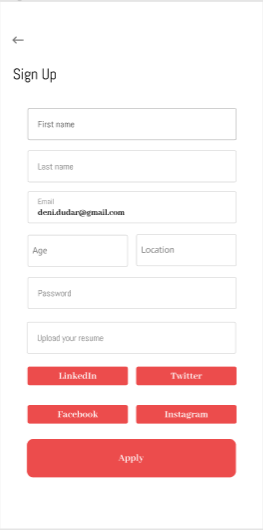 Sign Up
First name
Last name
Email
deni.dudar@gmail.com
Age
Location
Password
Upload your resume
LinkedIn
Twitter
Facebook
Instagram
Apply